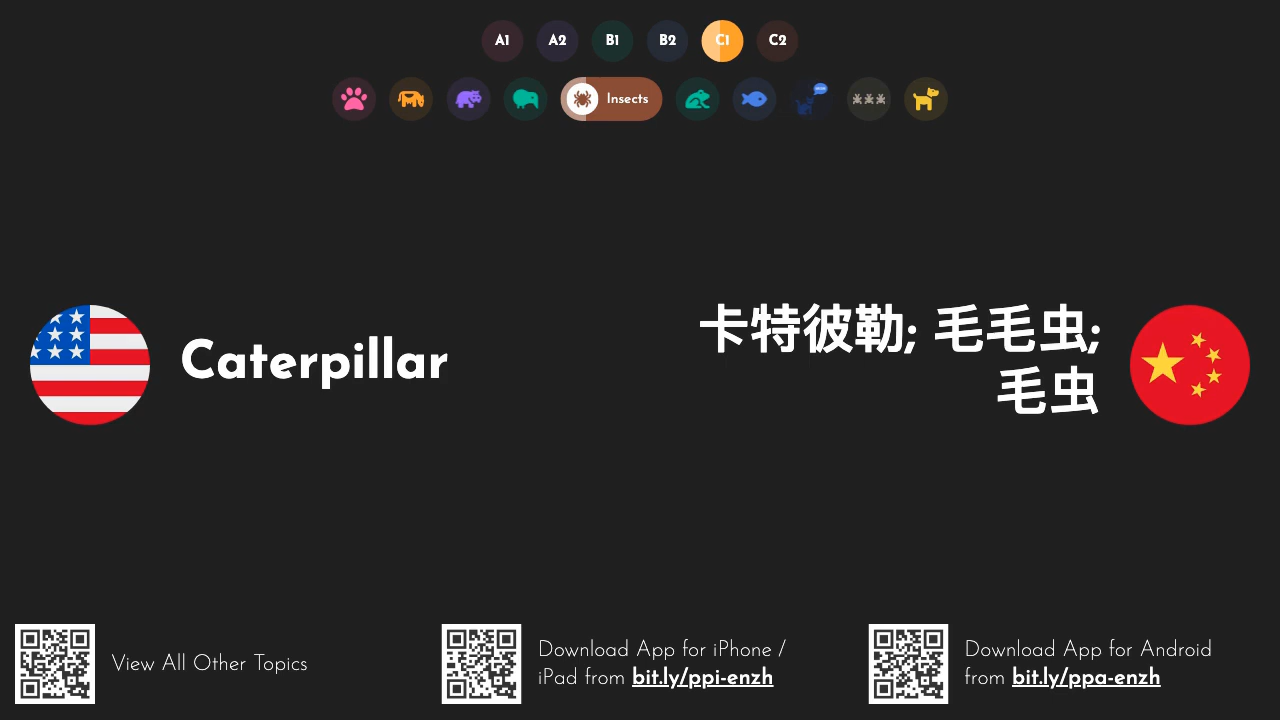 A1 A2 B1 B2 C1 C2
Insects
Caterpillar
卡特彼勒; 毛毛虫;
毛虫
View All Other Topics
Download App for iPhone /
iPad from bit.ly/ppi-enzh
Download App for Android
from bit.ly/ppa-enzh